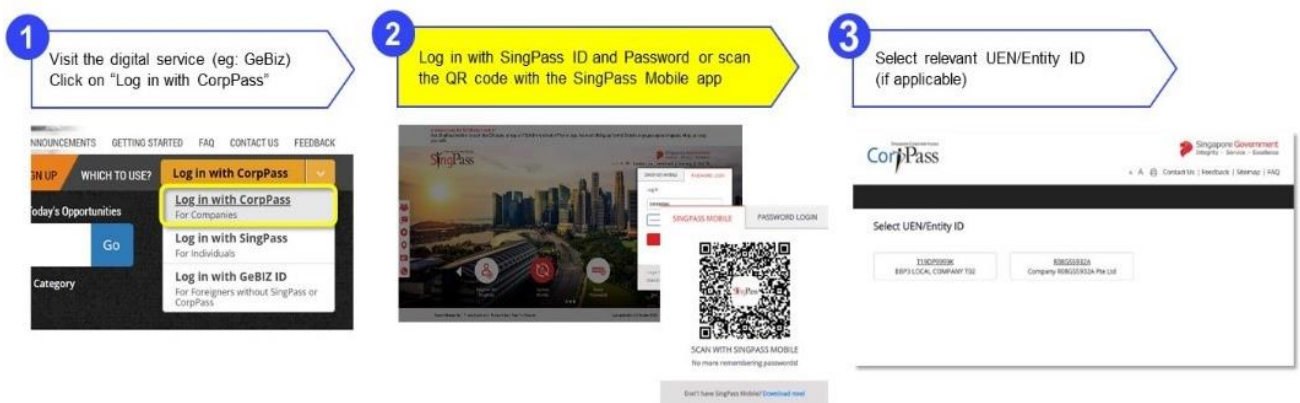 1
Visit the digital service (eg: GeBiz)
Click on "Log in with CorpPass"
2
Log in with SingPass ID and Password or scan
the QR code with the SingPass Mobile app
3
Select relevant UEN/Entity ID
(if applicable)
NNOUNCEMENTS GETTING STARTED FAQ CONTACT US FEEDBACK
GN UP WHICH TO USE? Log in with CorpPass
Log in with CorpPass
For Companies
Today's Opportunities
Go
Log in with SingPass
For Individuals
Category
Log in with GeBIZ ID
For Foreigners without SingPass or
CorpPass
SingPass
SINGPASS MOBILE PASSWORD LOGIN
SingPass
SCAN WITH SINGPASS MOBILE
No more remembering passwords!
Don't have SingPass Mobile? Download now!
CorpPass
Singapore Government
Integrity · Service · Excellence
A Contact Us | Feedback | Sitemap | FAQ
Select UEN/Entity ID
BBP3 LOCAL COMPANY T02
Company R08GS5932A Pte Ltd